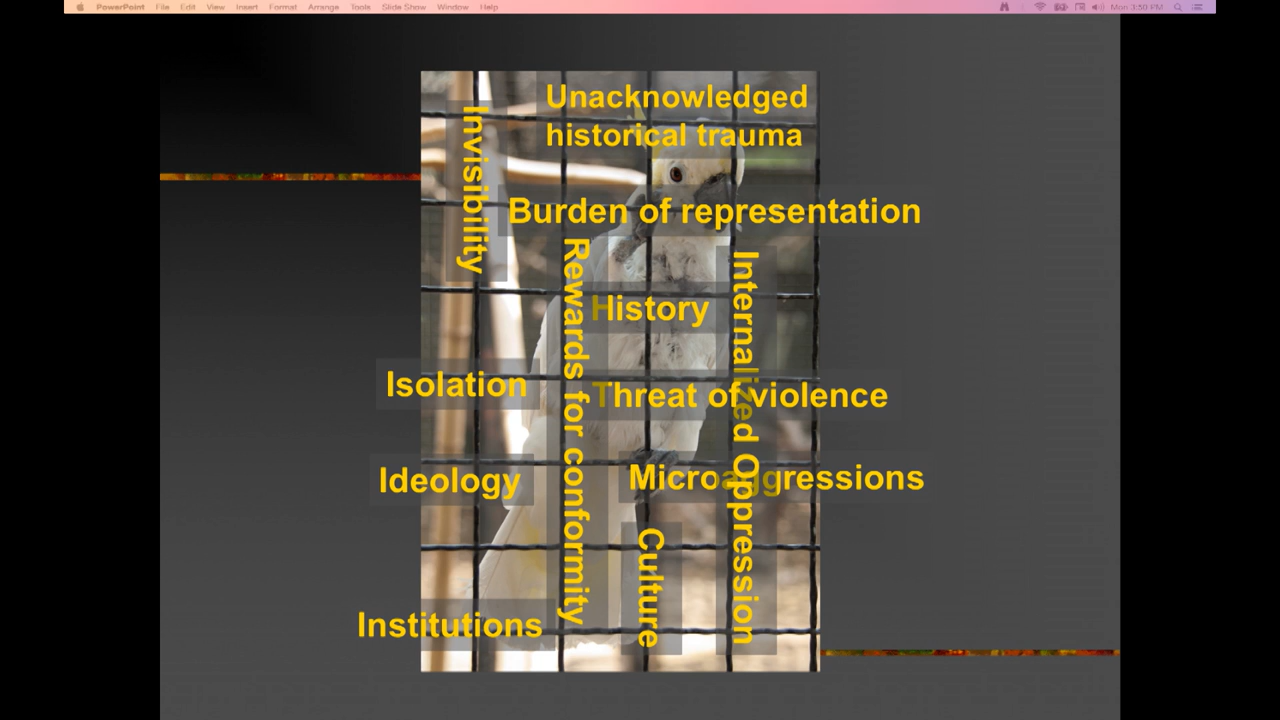 PowerPoint File Edit View Insert Format Arrange Tools Slide Show Window Help Mon 3:50 PM
Unacknowledged
historical trauma
Invisibility
Burden of representation
Rewards for conformity
Internalized Oppression
History
Isolation
Threat of violence
Ideology
Microaggressions
Culture
Institutions